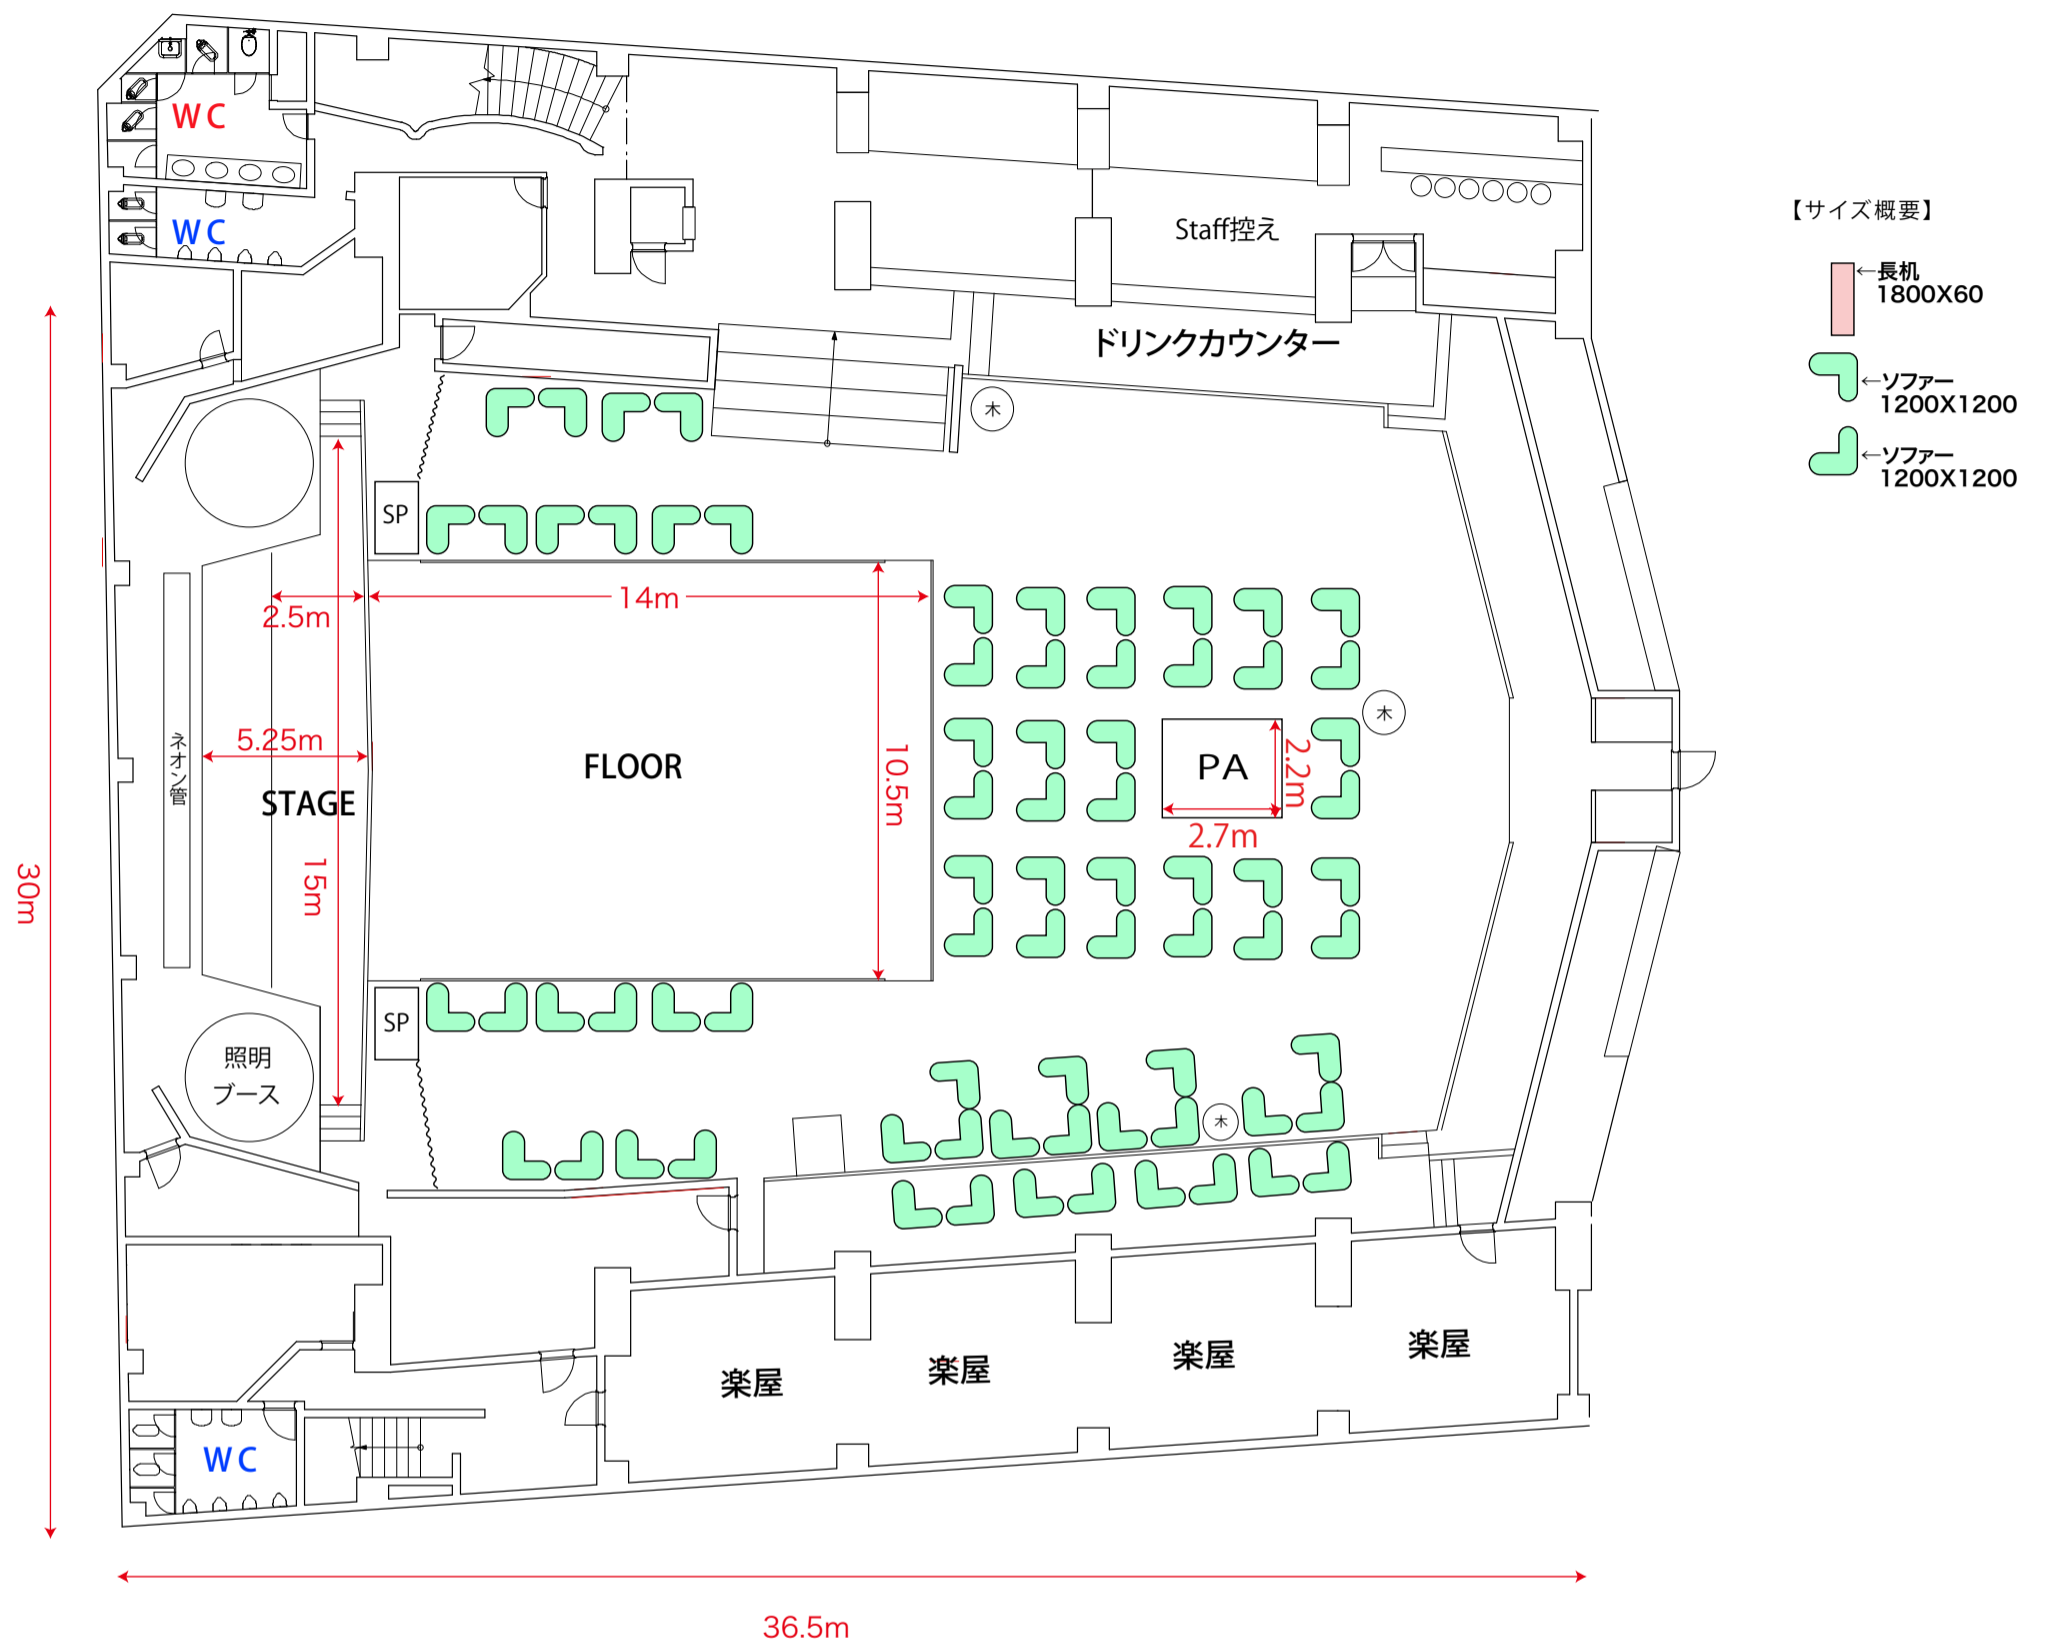 WC
WC
Staff控え
【サイズ概要】
←長机
1800X60
ドリンクカウンター
←ソファー
1200X1200
←ソファー
1200X1200
木
SP
14m
2.5m
ネオン管
5.25m
STAGE
15m
FLOOR
10.5m
PA
2.2m
2.7m
木
30m
SP
照明
ブース
木
楽屋
楽屋
楽屋
楽屋
WC
36.5m